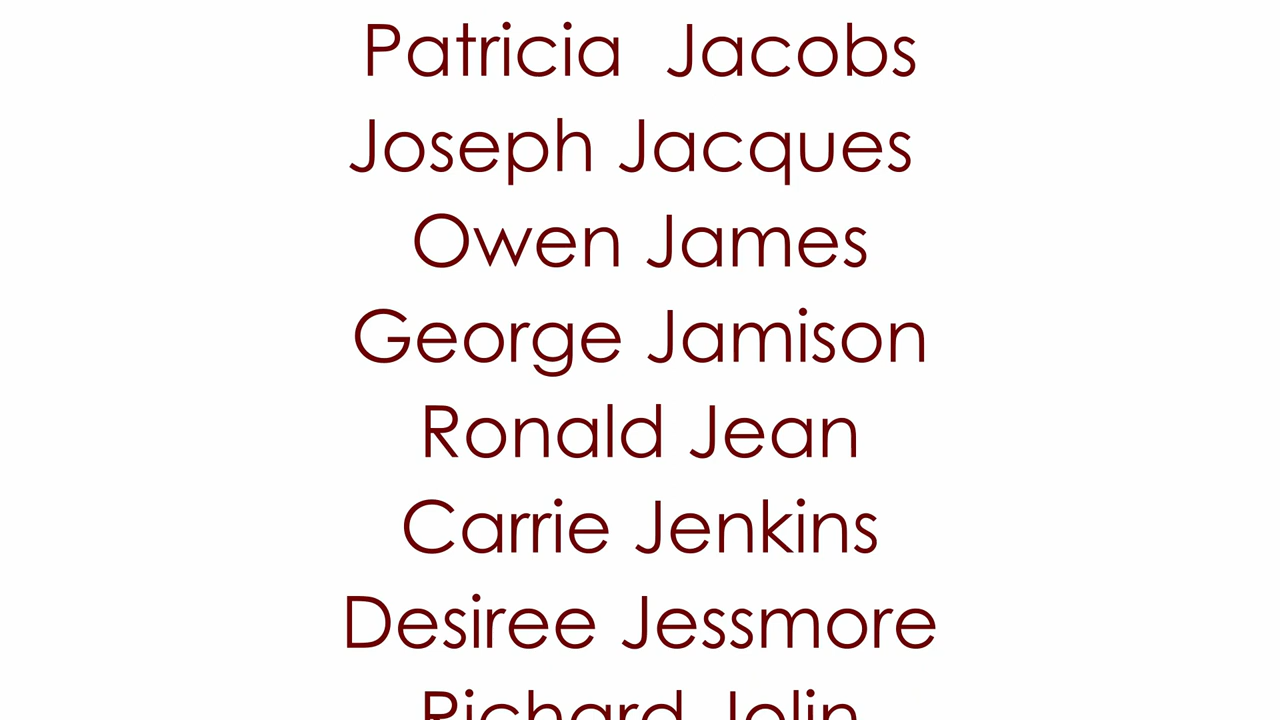 Patricia  Jacobs
Joseph Jacques
Owen James
George Jamison
Ronald Jean
Carrie Jenkins
Desiree Jessmore
Richard Jolin